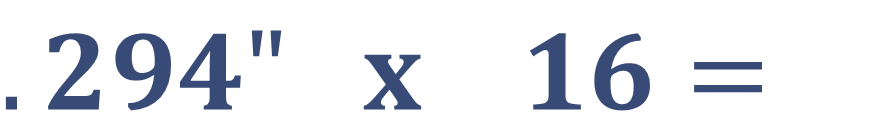 .294" x 16 =